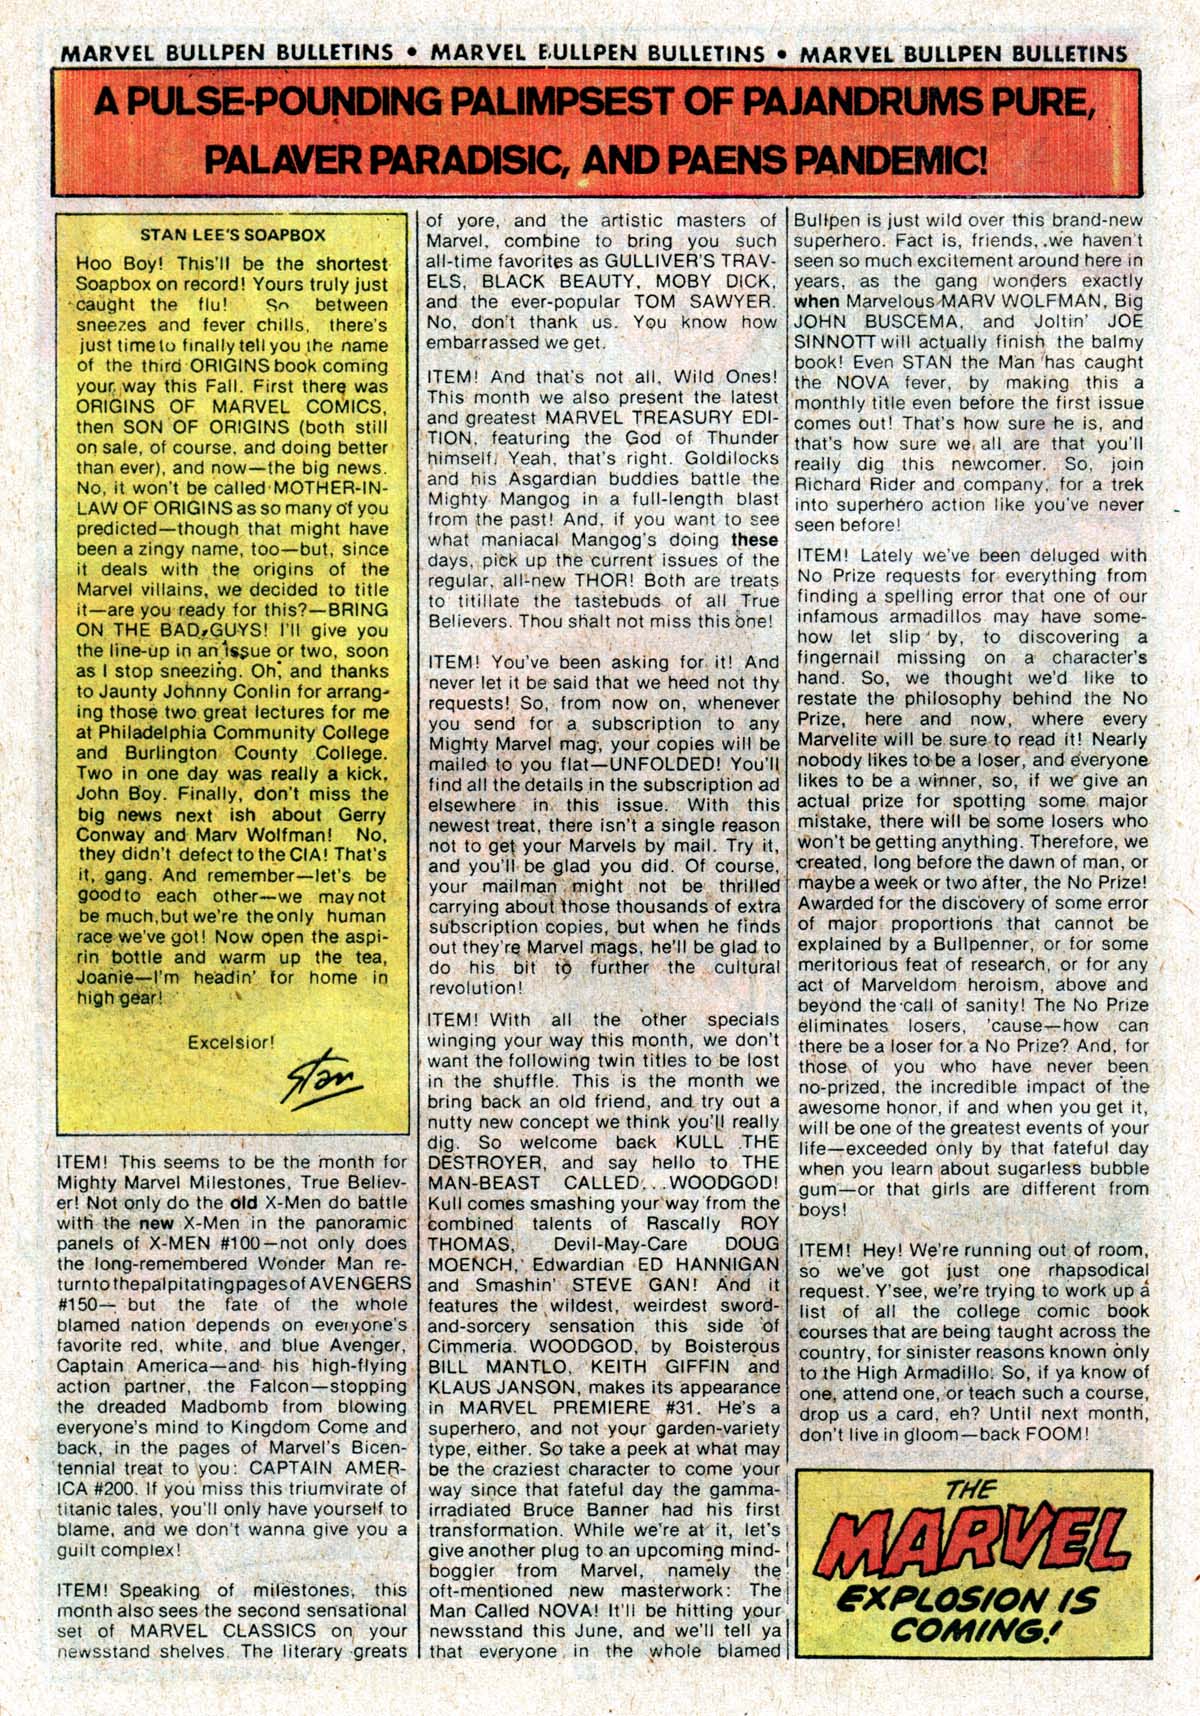 MARVEL BULLPEN BULLETINS • MARVEL BULLPEN BULLETINS • MARVEL BULLPEN BULLETINS
A PULSE-POUNDING PALIMPSEST OF PAJANDRUMS PURE,
PALAVER PARADISIC, AND PAENS PANDEMIC!
STAN LEE'S SOAPBOX
Hoo Boy! This'll be the shortest
Soapbox on record! Yours truly just
caught the flu! So between
sneezes and fever chills, there's
just time to finally tell you the name
of the third ORIGINS book coming
your way this Fall. First there was
ORIGINS OF MARVEL COMICS,
then SON OF ORIGINS (both still
on sale, of course, and doing better
than ever), and now—the big news.
No, it won't be called MOTHER-IN-
LAW OF ORIGINS as so many of you
predicted—though that might have
been a zingy name, too—but, since
it deals with the origins of the
Marvel villains, we decided to title
it—are you ready for this?—BRING
ON THE BAD GUYS! I'll give you
the line-up in an issue or two, soon
as I stop sneezing. Oh, and thanks
to Jaunty Johnny Conlin for arrang-
ing those two great lectures for me
at Philadelphia Community College
and Burlington County College.
Two in one day was really a kick,
John Boy. Finally, don't miss the
big news next ish about Gerry
Conway and Marv Wolfman! No,
they didn't defect to the CIA! That's
it, gang. And remember—let's be
good to each other—we may not
be much, but we're the only human
race we've got! Now open the aspi-
rin bottle and warm up the tea,
Joanie—I'm headin' for home in
high gear!
Excelsior!
Stan
ITEM! This seems to be the month for
Mighty Marvel Milestones, True Believ-
er! Not only do the old X-Men do battle
with the new X-Men in the panoramic
panels of X-MEN #100—not only does
the long-remembered Wonder Man re-
turn to the palpitating pages of AVENGERS
#150— but the fate of the whole
blamed nation depends on everyone's
favorite red, white, and blue Avenger,
Captain America—and his high-flying
action partner, the Falcon—stopping
the dreaded Madbomb from blowing
everyone's mind to Kingdom Come and
back, in the pages of Marvel's Bicen-
tennial treat to you: CAPTAIN AMER-
ICA #200. If you miss this triumvirate of
titanic tales, you'll only have yourself to
blame, and we don't wanna give you a
guilt complex!
ITEM! Speaking of milestones, this
month also sees the second sensational
set of MARVEL CLASSICS on your
newsstand shelves. The literary greats
of yore, and the artistic masters of
Marvel, combine to bring you such
all-time favorites as GULLIVER'S TRAV-
ELS, BLACK BEAUTY, MOBY DICK,
and the ever-popular TOM SAWYER.
No, don't thank us. You know how
embarrassed we get.
ITEM! And that's not all, Wild Ones!
This month we also present the latest
and greatest MARVEL TREASURY EDI-
TION, featuring the God of Thunder
himself. Yeah, that's right. Goldilocks
and his Asgardian buddies battle the
Mighty Mangog in a full-length blast
from the past! And, if you want to see
what maniacal Mangog's doing these
days, pick up the current issues of the
regular, all-new THOR! Both are treats
to titillate the tastebuds of all True
Believers. Thou shalt not miss this one!
ITEM! You've been asking for it! And
never let it be said that we heed not thy
requests! So, from now on, whenever
you send for a subscription to any
Mighty Marvel mag, your copies will be
mailed to you flat—UNFOLDED! You'll
find all the details in the subscription ad
elsewhere in this issue. With this
newest treat, there isn't a single reason
not to get your Marvels by mail. Try it,
and you'll be glad you did. Of course,
your mailman might not be thrilled
carrying about those thousands of extra
subscription copies, but when he finds
out they're Marvel mags, he'll be glad to
do his bit to further the cultural
revolution!
ITEM! With all the other specials
winging your way this month, we don't
want the following twin titles to be lost
in the shuffle. This is the month we
bring back an old friend, and try out a
nutty new concept we think you'll really
dig. So welcome back KULL THE
DESTROYER, and say hello to THE
MAN-BEAST CALLED...WOODGOD!
Kull comes smashing your way from the
combined talents of Rascally ROY
THOMAS, Devil-May-Care DOUG
MOENCH, Edwardian ED HANNIGAN
and Smashin' STEVE GAN! And it
features the wildest, weirdest sword-
and-sorcery sensation this side of
Cimmeria. WOODGOD, by Boisterous
BILL MANTLO, KEITH GIFFIN and
KLAUS JANSON, makes its appearance
in MARVEL PREMIERE #31. He's a
superhero, and not your garden-variety
type, either. So take a peek at what may
be the craziest character to come your
way since that fateful day the gamma-
irradiated Bruce Banner had his first
transformation. While we're at it, let's
give another plug to an upcoming mind-
boggler from Marvel, namely the
oft-mentioned new masterwork: The
Man Called NOVA! It'll be hitting your
newsstand this June, and we'll tell ya
that everyone in the whole blamed
Bullpen is just wild over this brand-new
superhero. Fact is, friends, we haven't
seen so much excitement around here in
years, as the gang wonders exactly
when Marvelous MARV WOLFMAN, Big
JOHN BUSCEMA, and Joltin' JOE
SINNOTT will actually finish the balmy
book! Even STAN the Man has caught
the NOVA fever, by making this a
monthly title even before the first issue
comes out! That's how sure he is, and
that's how sure we all are that you'll
really dig this newcomer. So, join
Richard Rider and company, for a trek
into superhero action like you've never
seen before!
ITEM! Lately we've been deluged with
No Prize requests for everything from
finding a spelling error that one of our
infamous armadillos may have some-
how let slip by, to discovering a
fingernail missing on a character's
hand. So, we thought we'd like to
restate the philosophy behind the No
Prize, here and now, where every
Marvelite will be sure to read it! Nearly
nobody likes to be a loser, and everyone
likes to be a winner, so, if we give an
actual prize for spotting some major
mistake, there will be some losers who
won't be getting anything. Therefore, we
created, long before the dawn of man, or
maybe a week or two after, the No Prize!
Awarded for the discovery of some error
of major proportions that cannot be
explained by a Bullpenner, or for some
meritorious feat of research, or for any
act of Marveldom heroism, above and
beyond the call of sanity! The No Prize
eliminates losers, 'cause—how can
there be a loser for a No Prize? And, for
those of you who have never been
no-prized, the incredible impact of the
awesome honor, if and when you get it,
will be one of the greatest events of your
life—exceeded only by that fateful day
when you learn about sugarless bubble
gum—or that girls are different from
boys!
ITEM! Hey! We're running out of room,
so we've got just one rhapsodical
request. Y'see, we're trying to work up a
list of all the college comic book
courses that are being taught across the
country, for sinister reasons known only
to the High Armadillo. So, if ya know of
one, attend one, or teach such a course,
drop us a card, eh? Until next month,
don't live in gloom—back FOOM!
THE
MARVEL
EXPLOSION IS
COMING!